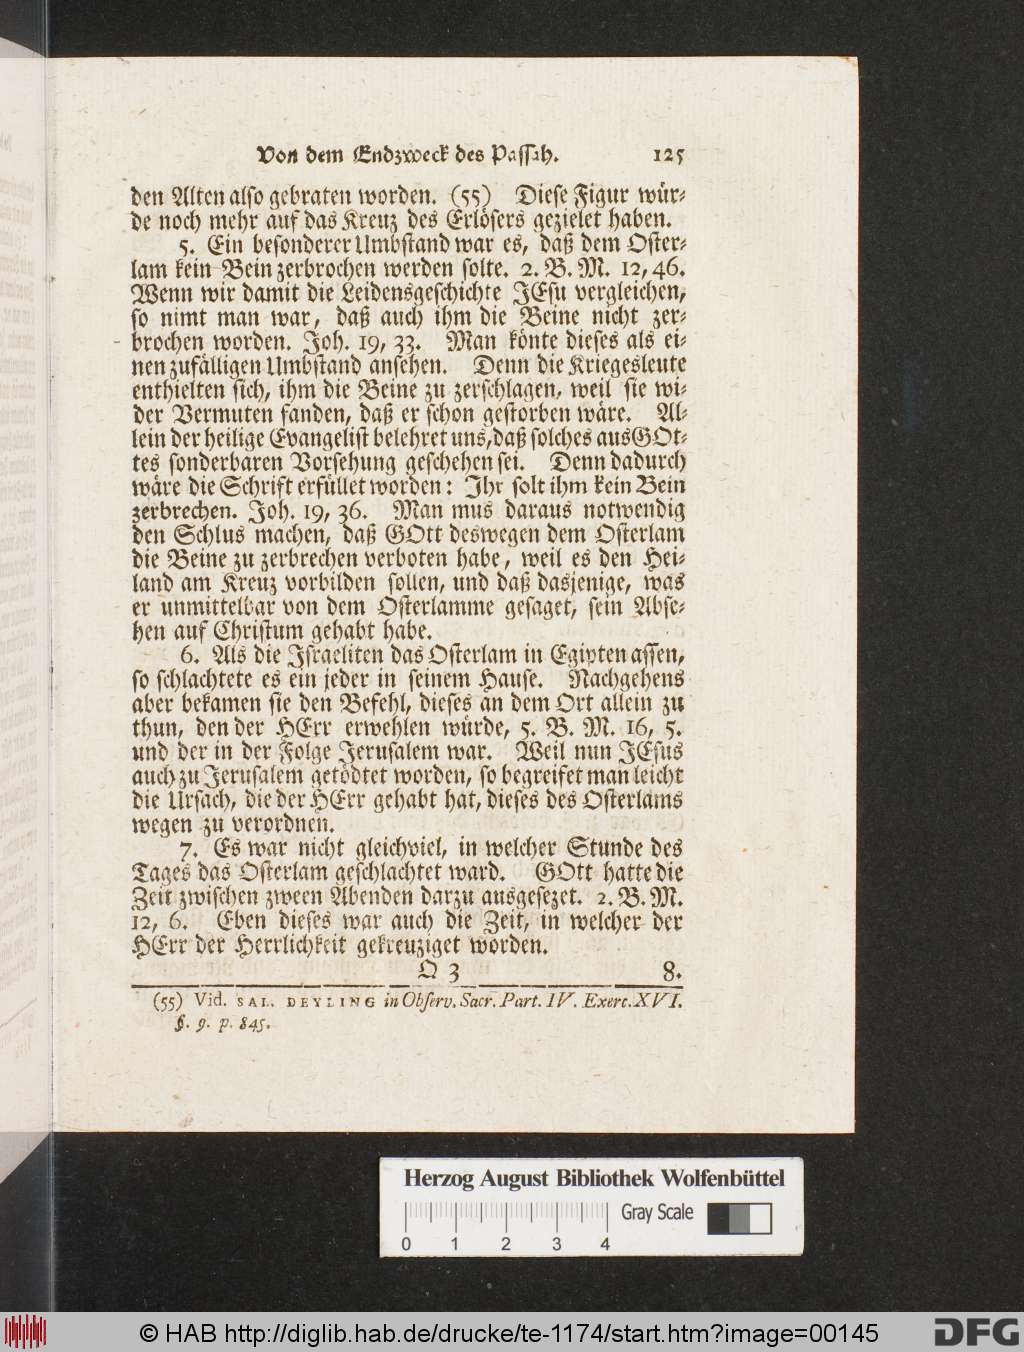 Von dem Endzweck des Passah. 125
den Alten also gebraten worden. (55) Diese Figur wür-
de noch mehr auf das Kreuz des Erlösers gezielet haben.
5. Ein besonderer Umbstand war es, daß dem Oster-
lam kein Bein zerbrochen werden solte. 2. B. M. 12, 46.
Wenn wir damit die Leidensgeschichte JEsu vergleichen,
so nimt man war, daß auch ihm die Beine nicht zer-
brochen worden. Joh. 19, 33. Man könte dieses als ei-
nen zufälligen Umbstand ansehen. Denn die Kriegesleute
enthielten sich, ihm die Beine zu zerschlagen, weil sie wi-
der Vermuten fanden, daß er schon gestorben wäre. Al-
lein der heilige Evangelist belehret uns, daß solches aus GOt-
tes sonderbaren Vorsehung geschehen sei. Denn dadurch
wäre die Schrift erfüllet worden: Ihr solt ihm kein Bein
zerbrechen. Joh. 19, 36. Man mus daraus notwendig
den Schlus machen, daß GOtt deswegen dem Osterlam
die Beine zu zerbrechen verboten habe, weil es den Hei-
land am Kreuz vorbilden sollen, und daß dasjenige, was
er unmittelbar von dem Osterlamme gesaget, sein Abse-
hen auf Christum gehabt habe.
6. Als die Israeliten das Osterlam in Egipten assen,
so schlachtete es ein jeder in seinem Hause. Nachgehens
aber bekamen sie den Befehl, dieses an dem Ort allein zu
thun, den der HErr erwehlen würde, 5. B. M. 16, 5.
und der in der Folge Jerusalem war. Weil nun JEsus
auch zu Jerusalem getödtet worden, so begreifet man leicht
die Ursach, die der HErr gehabt hat, dieses des Osterlams
wegen zu verordnen.
7. Es war nicht gleichviel, in welcher Stunde des
Tages das Osterlam geschlachtet ward. GOtt hatte die
Zeit zwischen zween Abenden darzu ausgesezet. 2. B. M.
12, 6. Eben dieses war auch die Zeit, in welcher der
HErr der Herrlichkeit gekreuziget worden.
Q 3 8.
(55) Vid. SAL. DEYLING in Observ. Sacr. Part. IV. Exerc. XVI.
§. 9. p. 845.
Herzog August Bibliothek Wolfenbüttel
Gray Scale
0 1 2 3 4
© HAB http://diglib.hab.de/drucke/te-1174/start.htm?image=00145
DFG